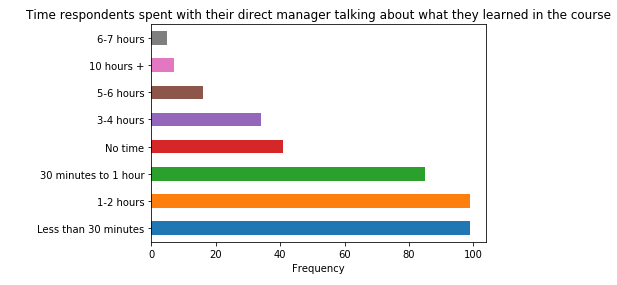 Time respondents spent with their direct manager talking about what they learned in the course
6-7 hours
10 hours +
5-6 hours
3-4 hours
No time
30 minutes to 1 hour
1-2 hours
Less than 30 minutes
0 20 40 60 80 100
Frequency